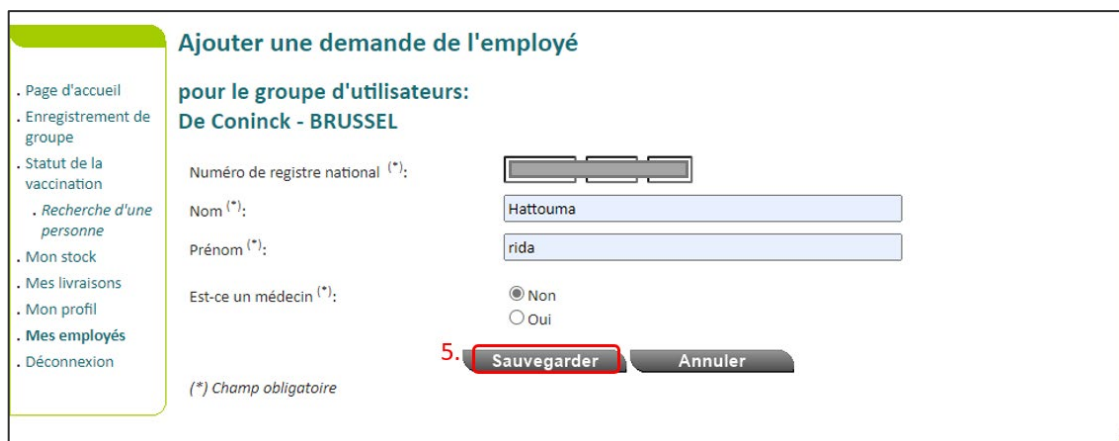 Ajouter une demande de l'employé
. Page d'accueil
. Enregistrement de
groupe
. Statut de la
vaccination
. Recherche d'une
personne
. Mon stock
. Mes livraisons
. Mon profil
. Mes employés
. Déconnexion
pour le groupe d'utilisateurs:
De Coninck - BRUSSEL
Numéro de registre national (*):
Nom (*): Hattouma
Prénom (*): rida
Est-ce un médecin (*): Non
Oui
5. Sauvegarder Annuler
(*) Champ obligatoire